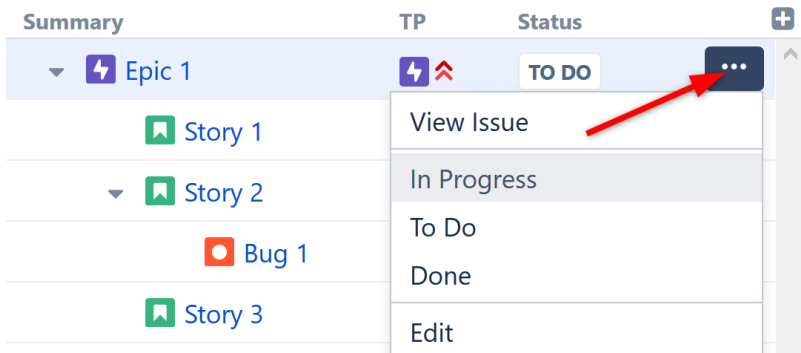 Summary TP Status
Epic 1 TO DO
View Issue
Story 1
In Progress
Story 2
To Do
Bug 1
Done
Story 3
Edit